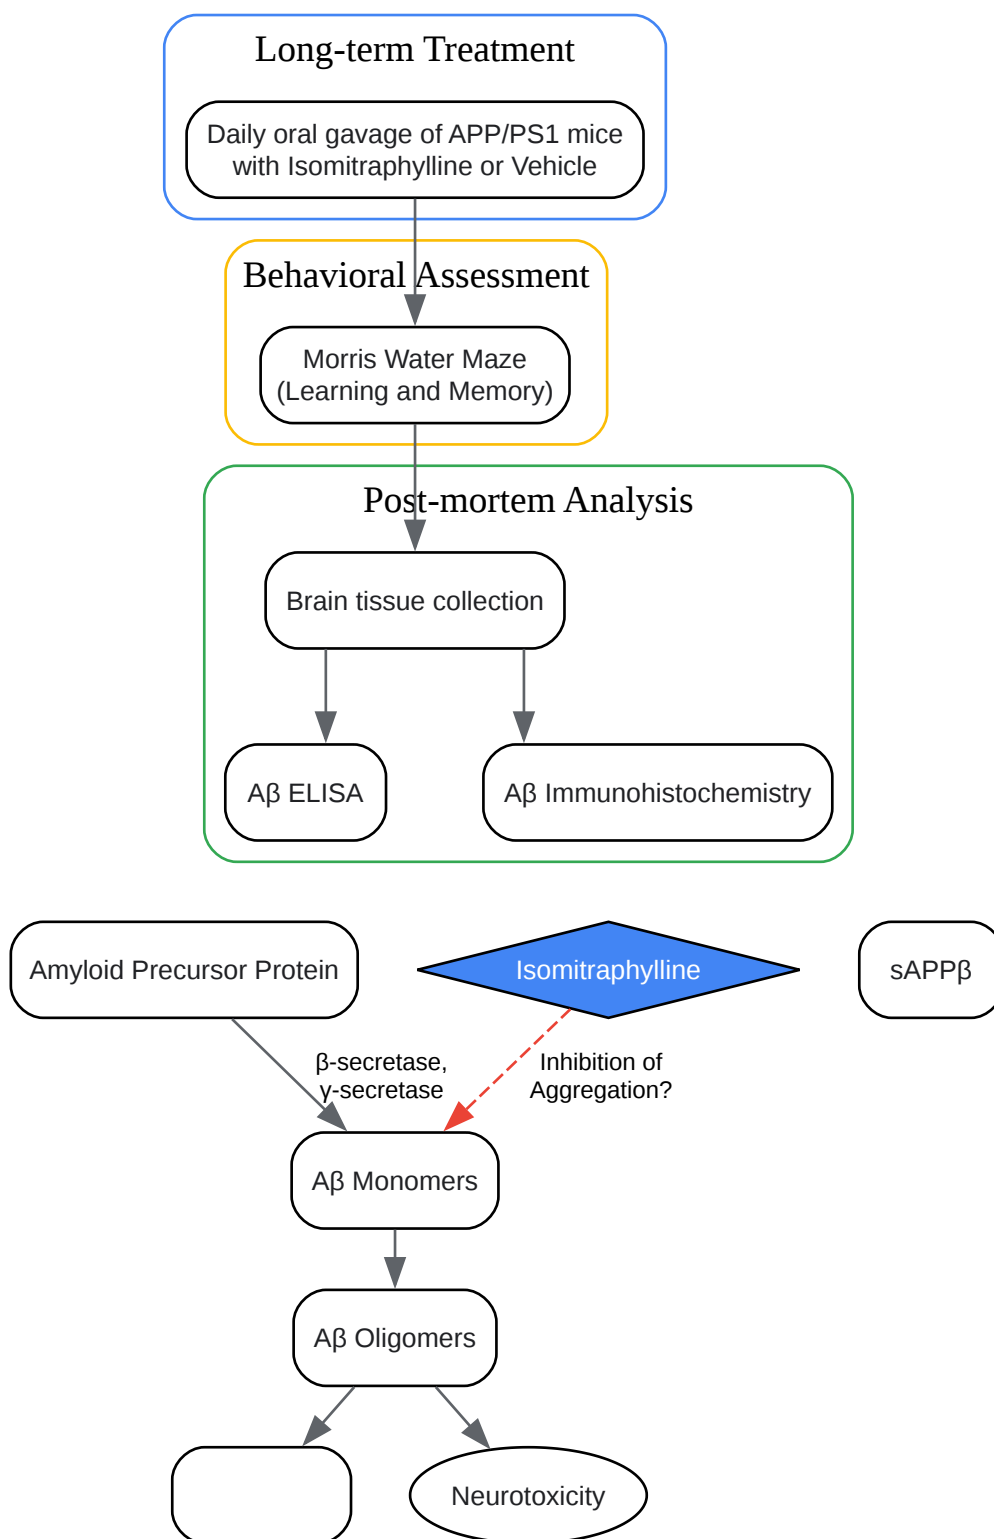 Long-term Treatment
Daily oral gavage of APP/PS1 mice
with Isomitraphylline or Vehicle
Behavioral Assessment
Morris Water Maze
(Learning and Memory)
Post-mortem Analysis
Brain tissue collection
Aβ ELISA
Aβ Immunohistochemistry
Amyloid Precursor Protein
Isomitraphylline
sAPPβ
β-secretase,
γ-secretase
Inhibition of
Aggregation?
Aβ Monomers
Aβ Oligomers
Neurotoxicity